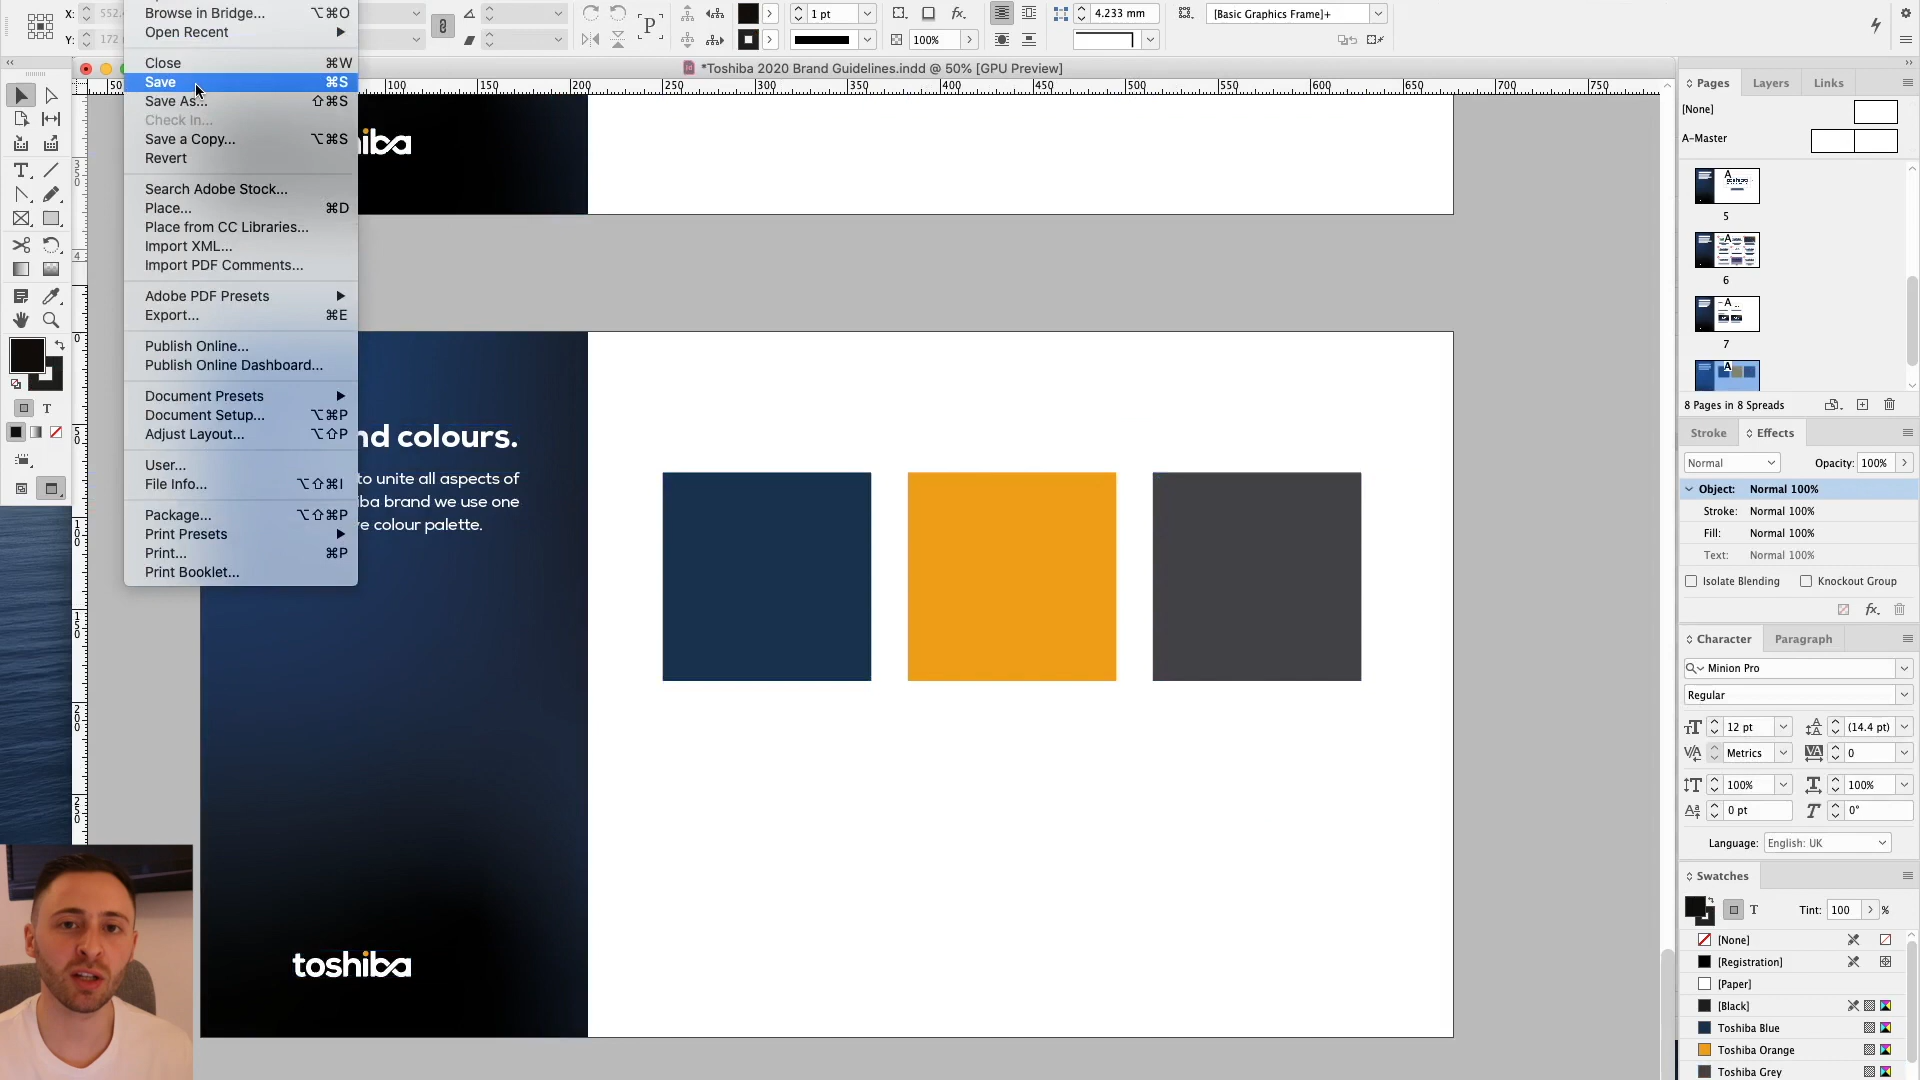 Browse in Bridge... ⌥⌘O
Open Recent
Close ⌘W
Save ⌘S
Save As... ⇧⌘S
Check In...
Save a Copy... ⌥⌘S
Revert
Search Adobe Stock...
Place... ⌘D
Place from CC Libraries...
Import XML...
Import PDF Comments...
Adobe PDF Presets
Export... ⌘E
Publish Online...
Publish Online Dashboard...
Document Presets
Document Setup... ⌥⌘P
Adjust Layout... ⌥⇧P
User...
File Info... ⌥⇧⌘I
Package... ⌥⇧⌘P
Print Presets
Print... ⌘P
Print Booklet...
X: 552.
Y: 172
1 pt
100%
4.233 mm
[Basic Graphics Frame]+
*Toshiba 2020 Brand Guidelines.indd @ 50% [GPU Preview]
50 100 150 200 250 300 350 400 450 500 550 600 650 700 750
iba
nd colours.
to unite all aspects of
iba brand we use one
ve colour palette.
toshiba
Pages Layers Links
[None]
A-Master
5
6
7
8 Pages in 8 Spreads
Stroke Effects
Normal Opacity: 100%
Object: Normal 100%
Stroke: Normal 100%
Fill: Normal 100%
Text: Normal 100%
Isolate Blending Knockout Group
Character Paragraph
Minion Pro
Regular
12 pt (14.4 pt)
Metrics 0
100% 100%
0 pt 0°
Language: English: UK
Swatches
T Tint: 100 %
[None]
[Registration]
[Paper]
[Black]
Toshiba Blue
Toshiba Orange
Toshiba Grey